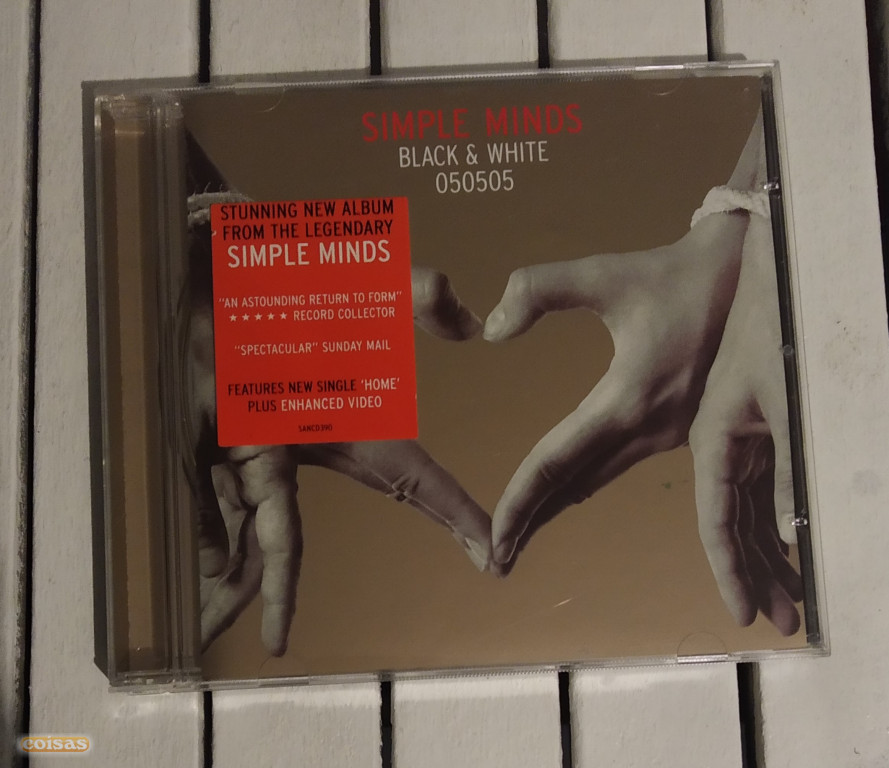 SIMPLE MINDS
BLACK & WHITE
050505
STUNNING NEW ALBUM
FROM THE LEGENDARY
SIMPLE MINDS
"AN ASTOUNDING RETURN TO FORM"
★★★★★ RECORD COLLECTOR
"SPECTACULAR" SUNDAY MAIL
FEATURES NEW SINGLE 'HOME'
PLUS ENHANCED VIDEO
SANCD390
coisas